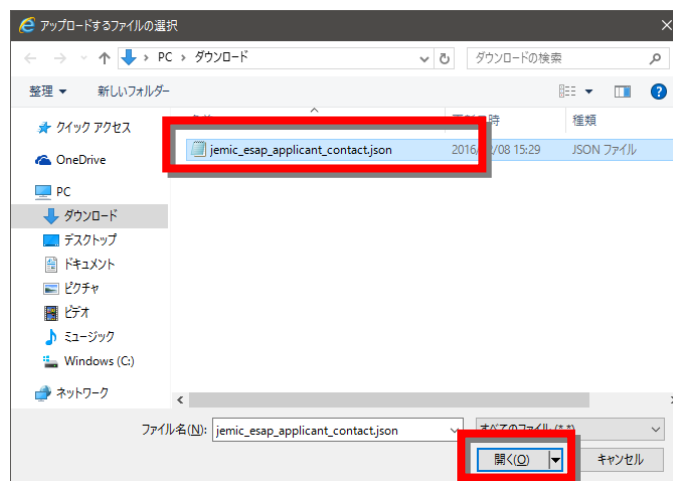 アップロードするファイルの選択
PC › ダウンロード
ダウンロードの検索
整理 新しいフォルダー
種類
クイック アクセス
jemic_esap_applicant_contact.json 15:29 JSON ファイル
OneDrive
PC
ダウンロード
デスクトップ
ドキュメント
ピクチャ
ビデオ
ミュージック
Windows (C:)
ネットワーク
ファイル名(N): jemic_esap_applicant_contact.json
開く(O) キャンセル